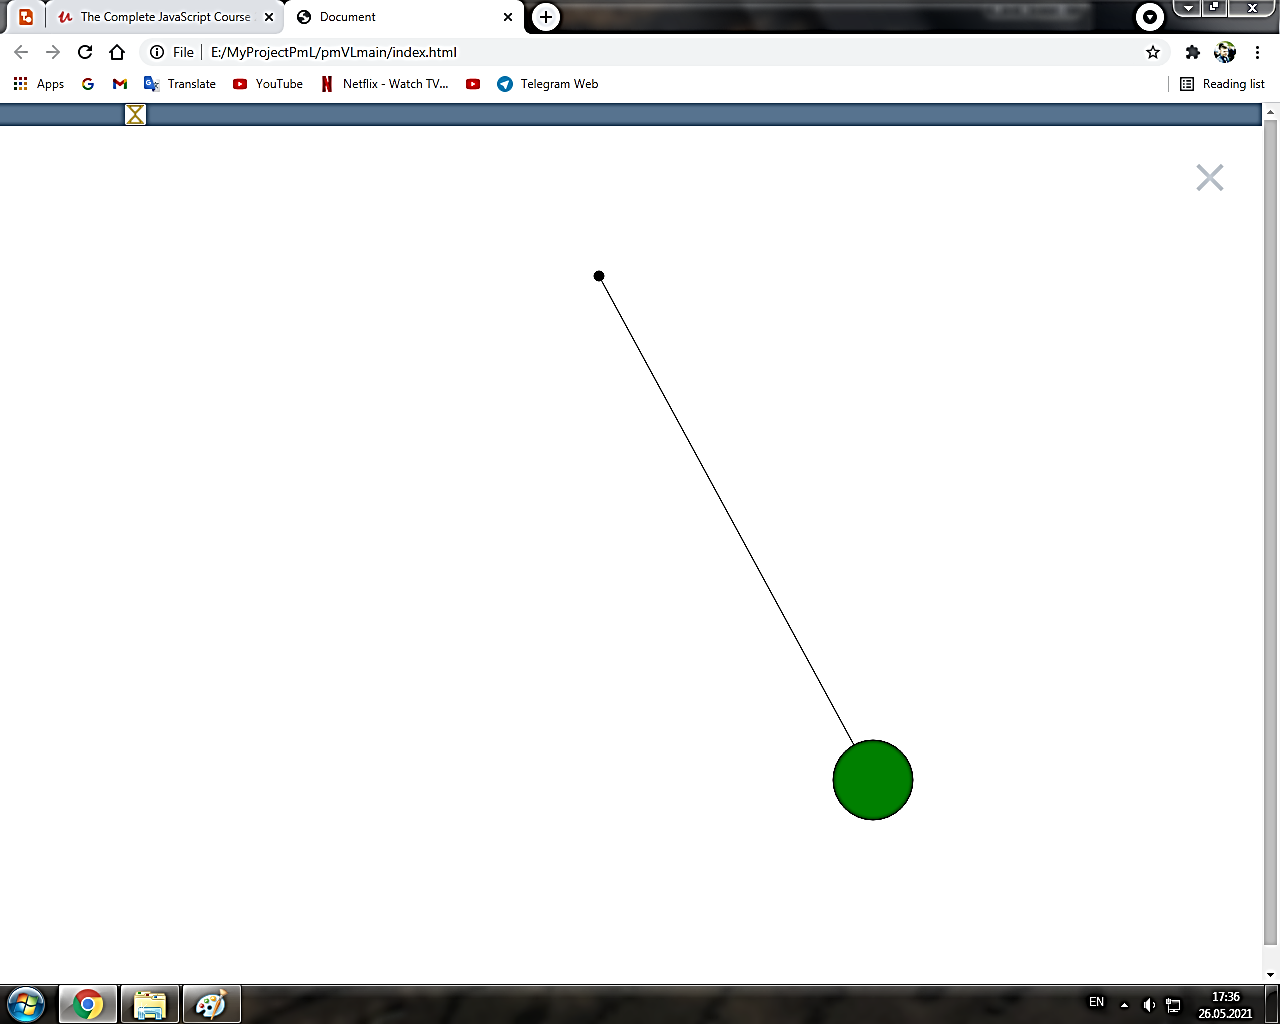 The Complete JavaScript Course
Document
File
E:/MyProjectPmL/pmVLmain/index.html
Apps
Translate
YouTube
Netflix - Watch TV...
Telegram Web
Reading list
EN
17:36
26.05.2021